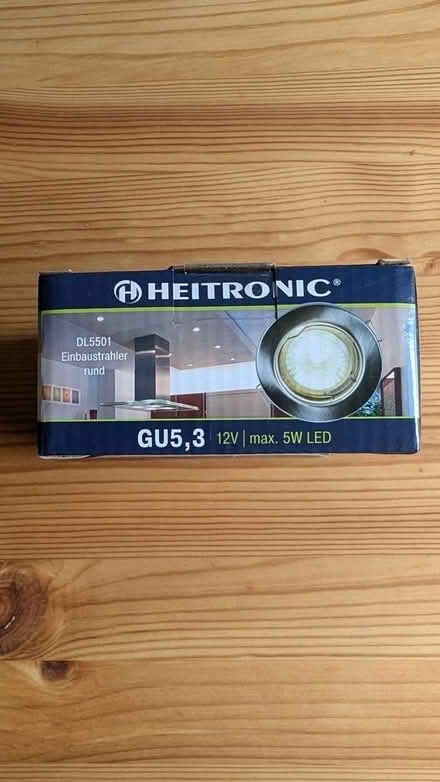 HEITRONIC®
DL5501
Einbaustrahler
rund
GU5,3 12V | max. 5W LED